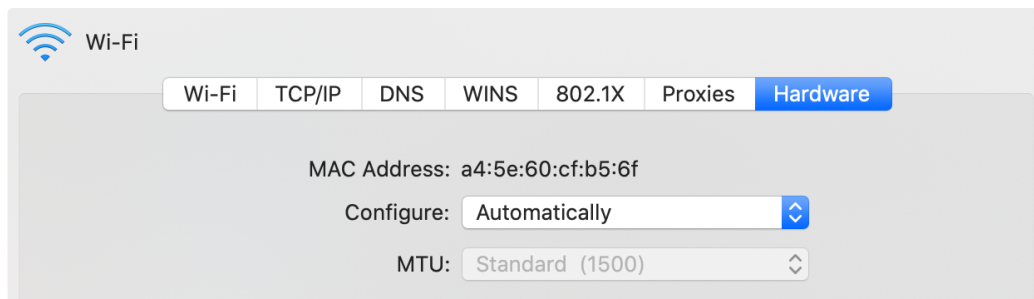 Wi-Fi
Wi-Fi TCP/IP DNS WINS 802.1X Proxies Hardware
MAC Address: a4:5e:60:cf:b5:6f
Configure: Automatically
MTU: Standard (1500)